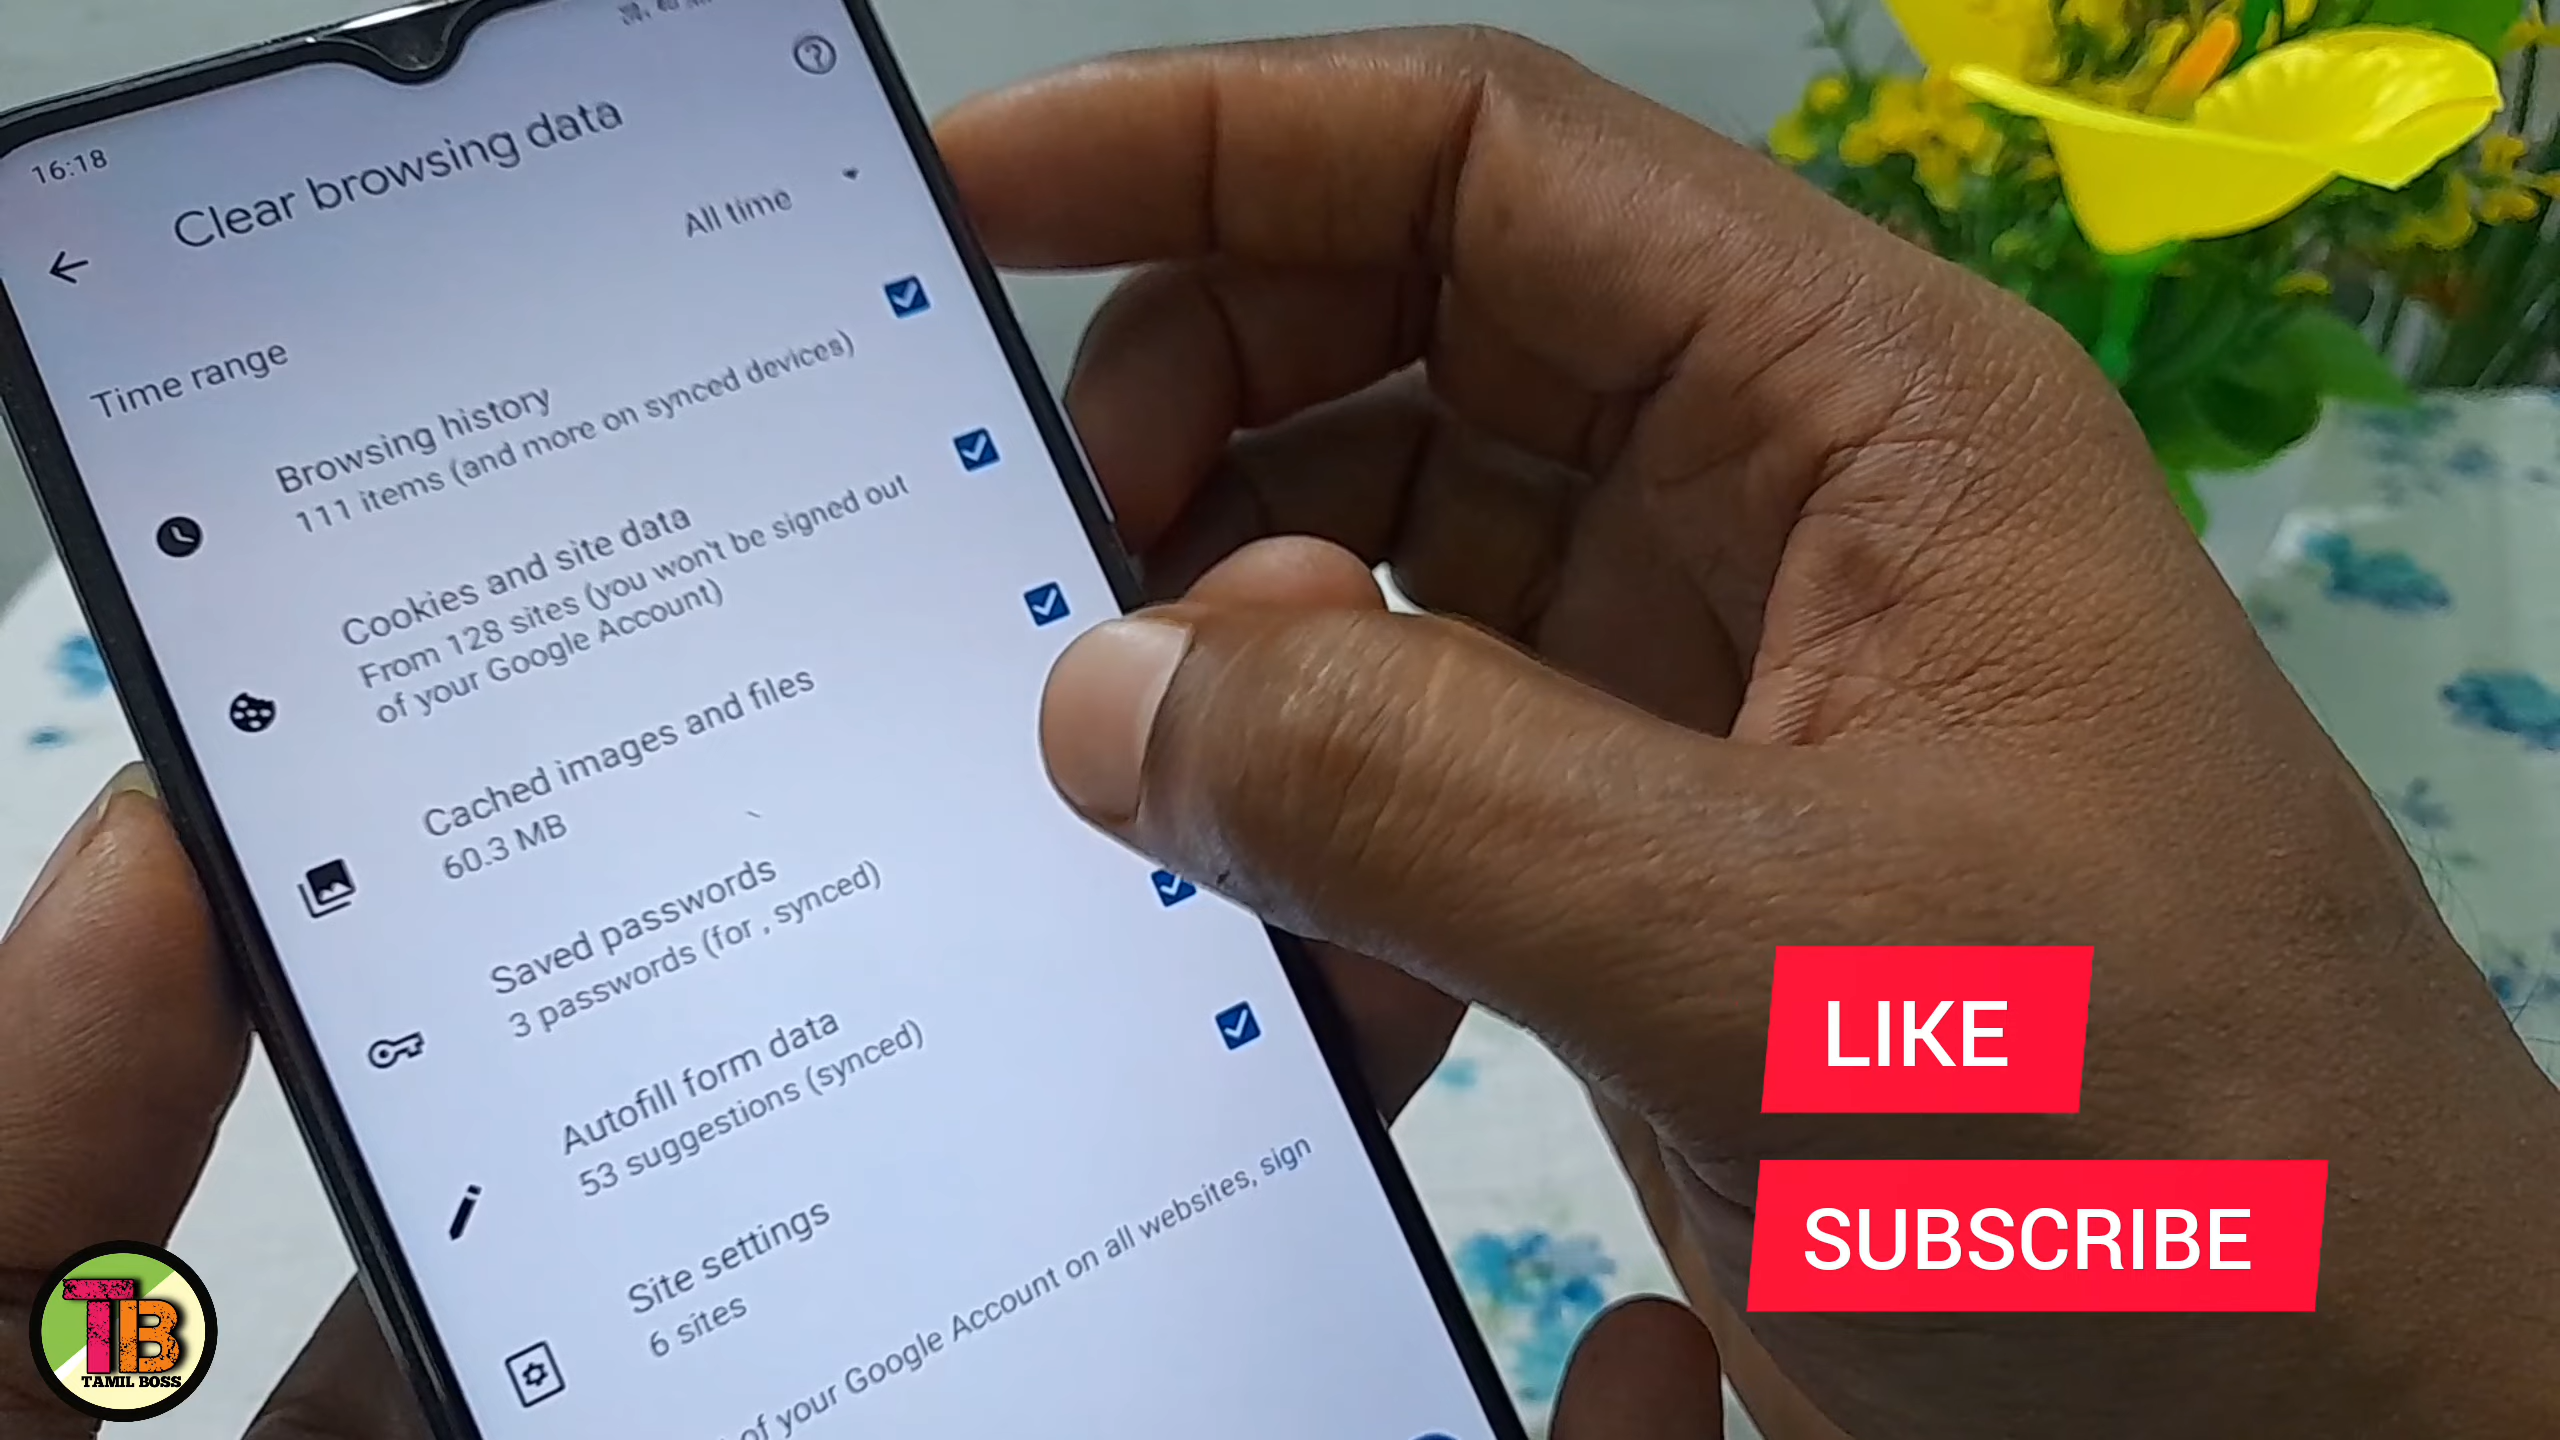 16:18
Clear browsing data
Time range
All time
Browsing history
111 items (and more on synced devices)
Cookies and site data
From 128 sites (you won't be signed out
of your Google Account)
Cached images and files
60.3 MB
Saved passwords
3 passwords (for , synced)
Autofill form data
53 suggestions (synced)
Site settings
6 sites
of your Google Account on all websites, sign
LIKE
SUBSCRIBE
TB
TAMIL BOSS